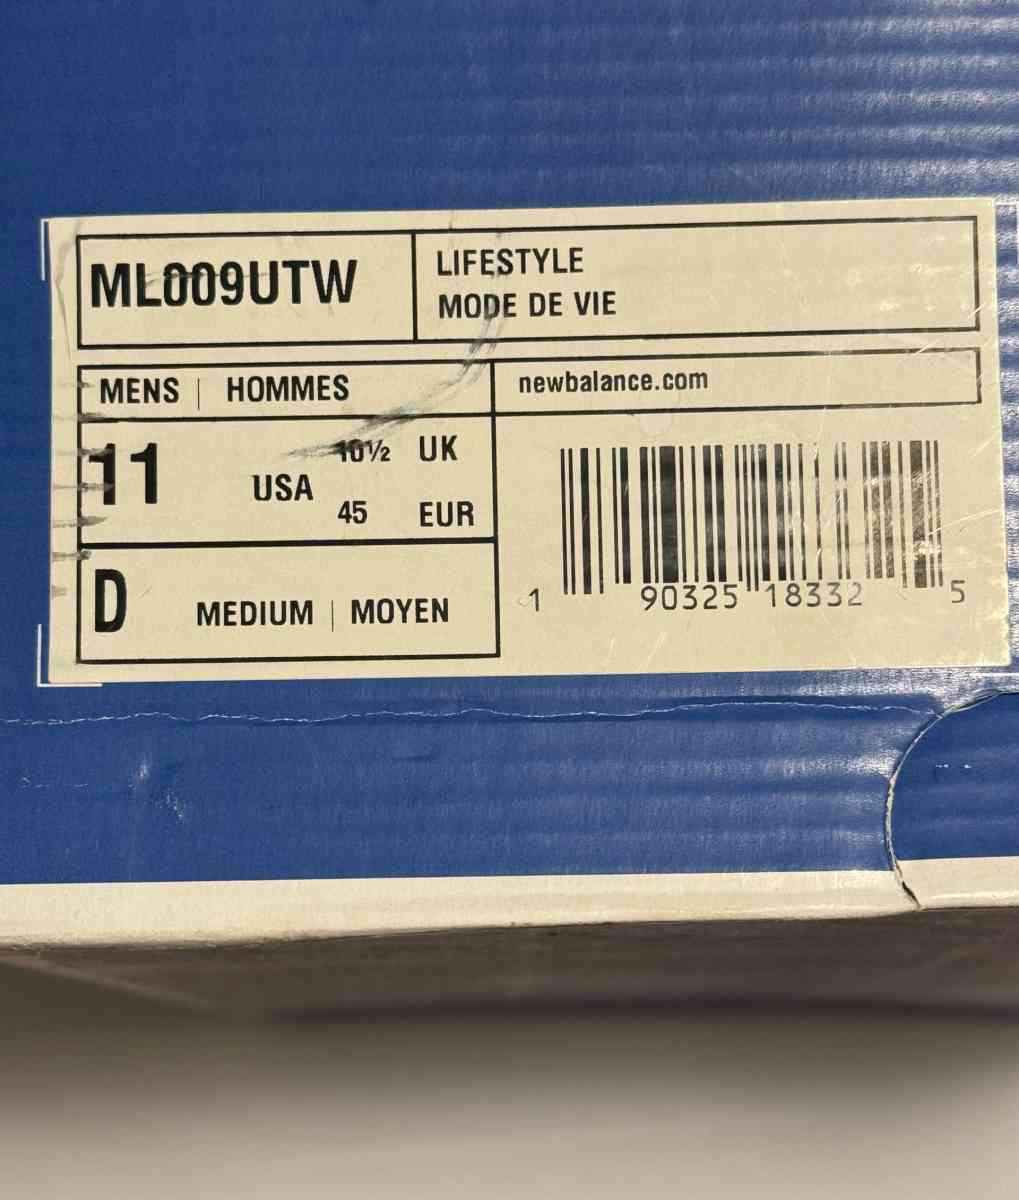 ML009UTW
LIFESTYLE
MODE DE VIE
MENS | HOMMES
newbalance.com
11 USA
10½ UK
45 EUR
D MEDIUM | MOYEN
1 90325 18332 5